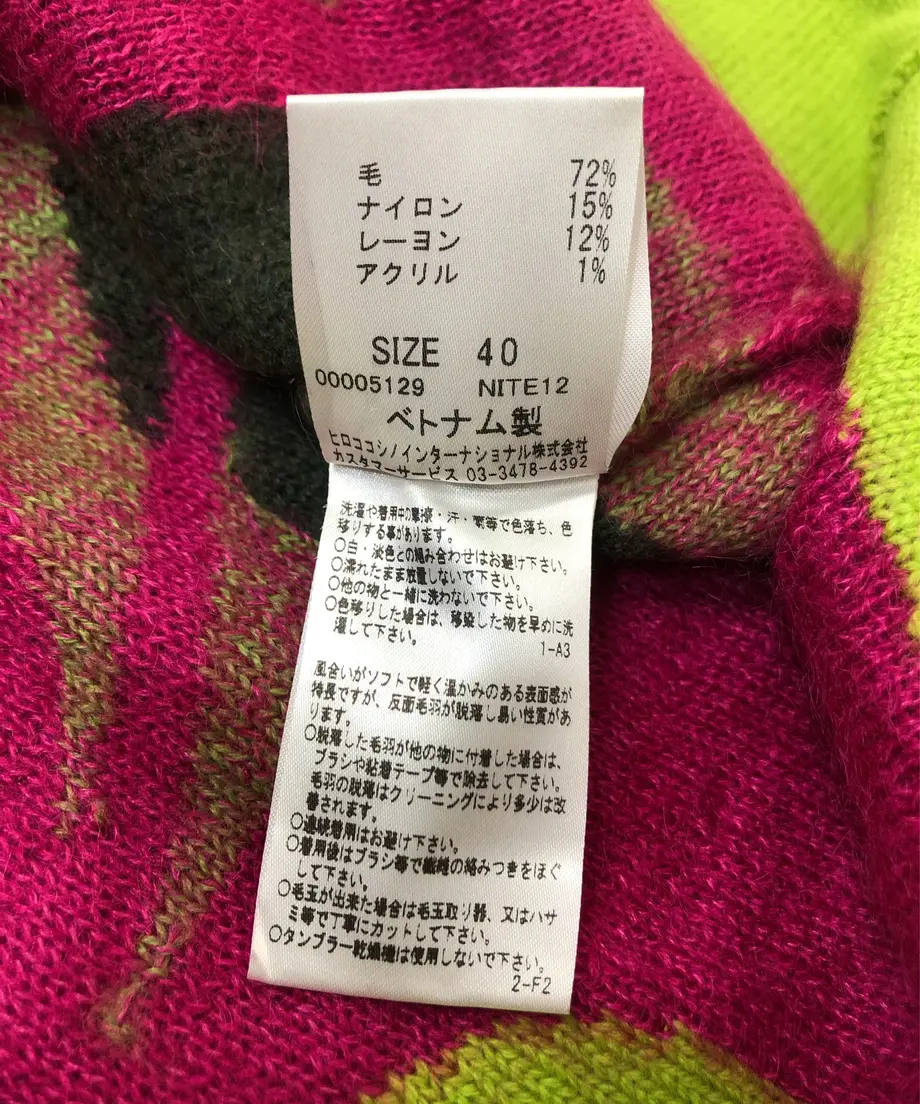 毛 72%
ナイロン 15%
レーヨン 12%
アクリル 1%
SIZE 40
00005129 NITE12
ベトナム製
ヒロココシノインターナショナル株式会社
カスタマーサービス 03-3478-4392
洗濯や着用中の摩擦・汗・雨等で色落ち、色
移りする事があります。
○白・淡色との組み合わせはお避け下さい。
○濡れたまま放置しないで下さい。
○他の物と一緒に洗わないで下さい。
○色移りした場合は、移染した物を早めに洗
濯して下さい。
1-A3
風合いがソフトで軽く温かみのある表面感が
特長ですが、反面毛羽が脱落し易い性質があ
ります。
○脱落した毛羽が他の物に付着した場合は、
ブラシや粘着テープ等で除去して下さい。
毛羽の脱落はクリーニングにより多少は改
善されます。
○連続着用はお避け下さい。
○着用後はブラシ等で繊維の絡みつきをほぐ
して下さい。
○毛玉が出来た場合は毛玉取り器、又はハサ
ミ等で丁寧にカットして下さい。
○タンブラー乾燥機は使用しないで下さい。
2-F2